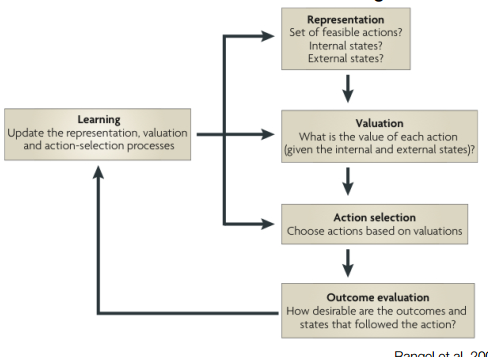 Representation
Set of feasible actions?
Internal states?
External states?
Learning
Update the representation, valuation
and action-selection processes
Valuation
What is the value of each action
(given the internal and external states)?
Action selection
Choose actions based on valuations
Outcome evaluation
How desirable are the outcomes and
states that followed the action?
Rangel et al